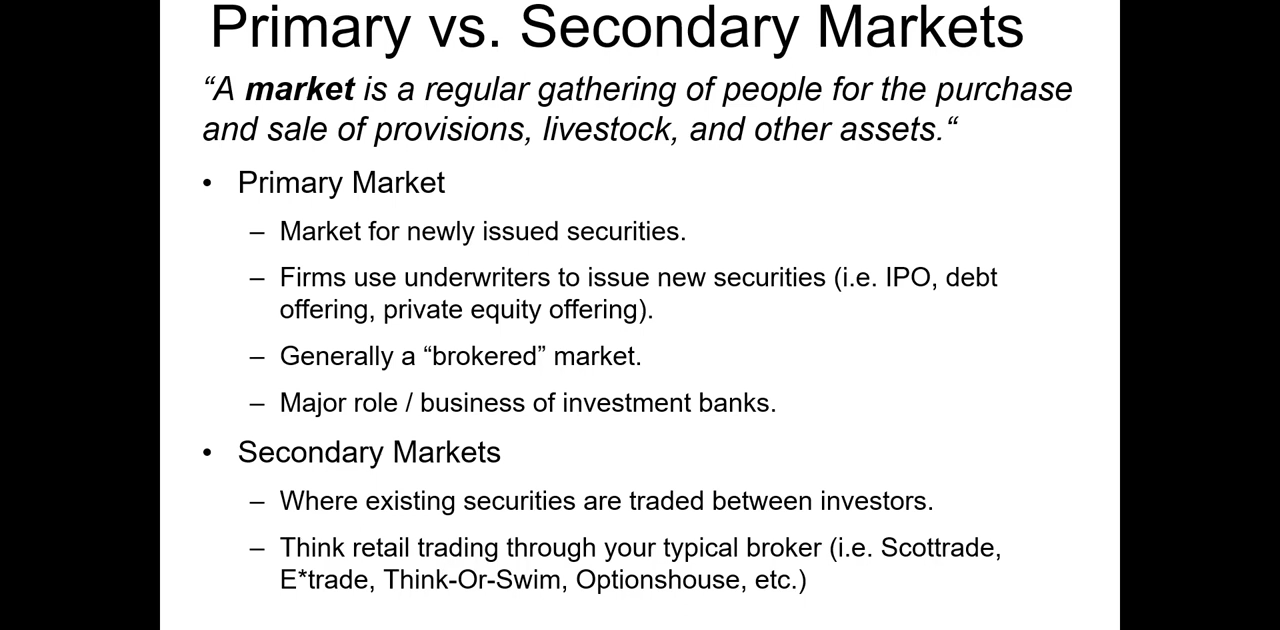 Primary vs. Secondary Markets
“A market is a regular gathering of people for the purchase
and sale of provisions, livestock, and other assets.“
• Primary Market
– Market for newly issued securities.
– Firms use underwriters to issue new securities (i.e. IPO, debt
offering, private equity offering).
– Generally a “brokered” market.
– Major role / business of investment banks.
• Secondary Markets
– Where existing securities are traded between investors.
– Think retail trading through your typical broker (i.e. Scottrade,
E*trade, Think-Or-Swim, Optionshouse, etc.)